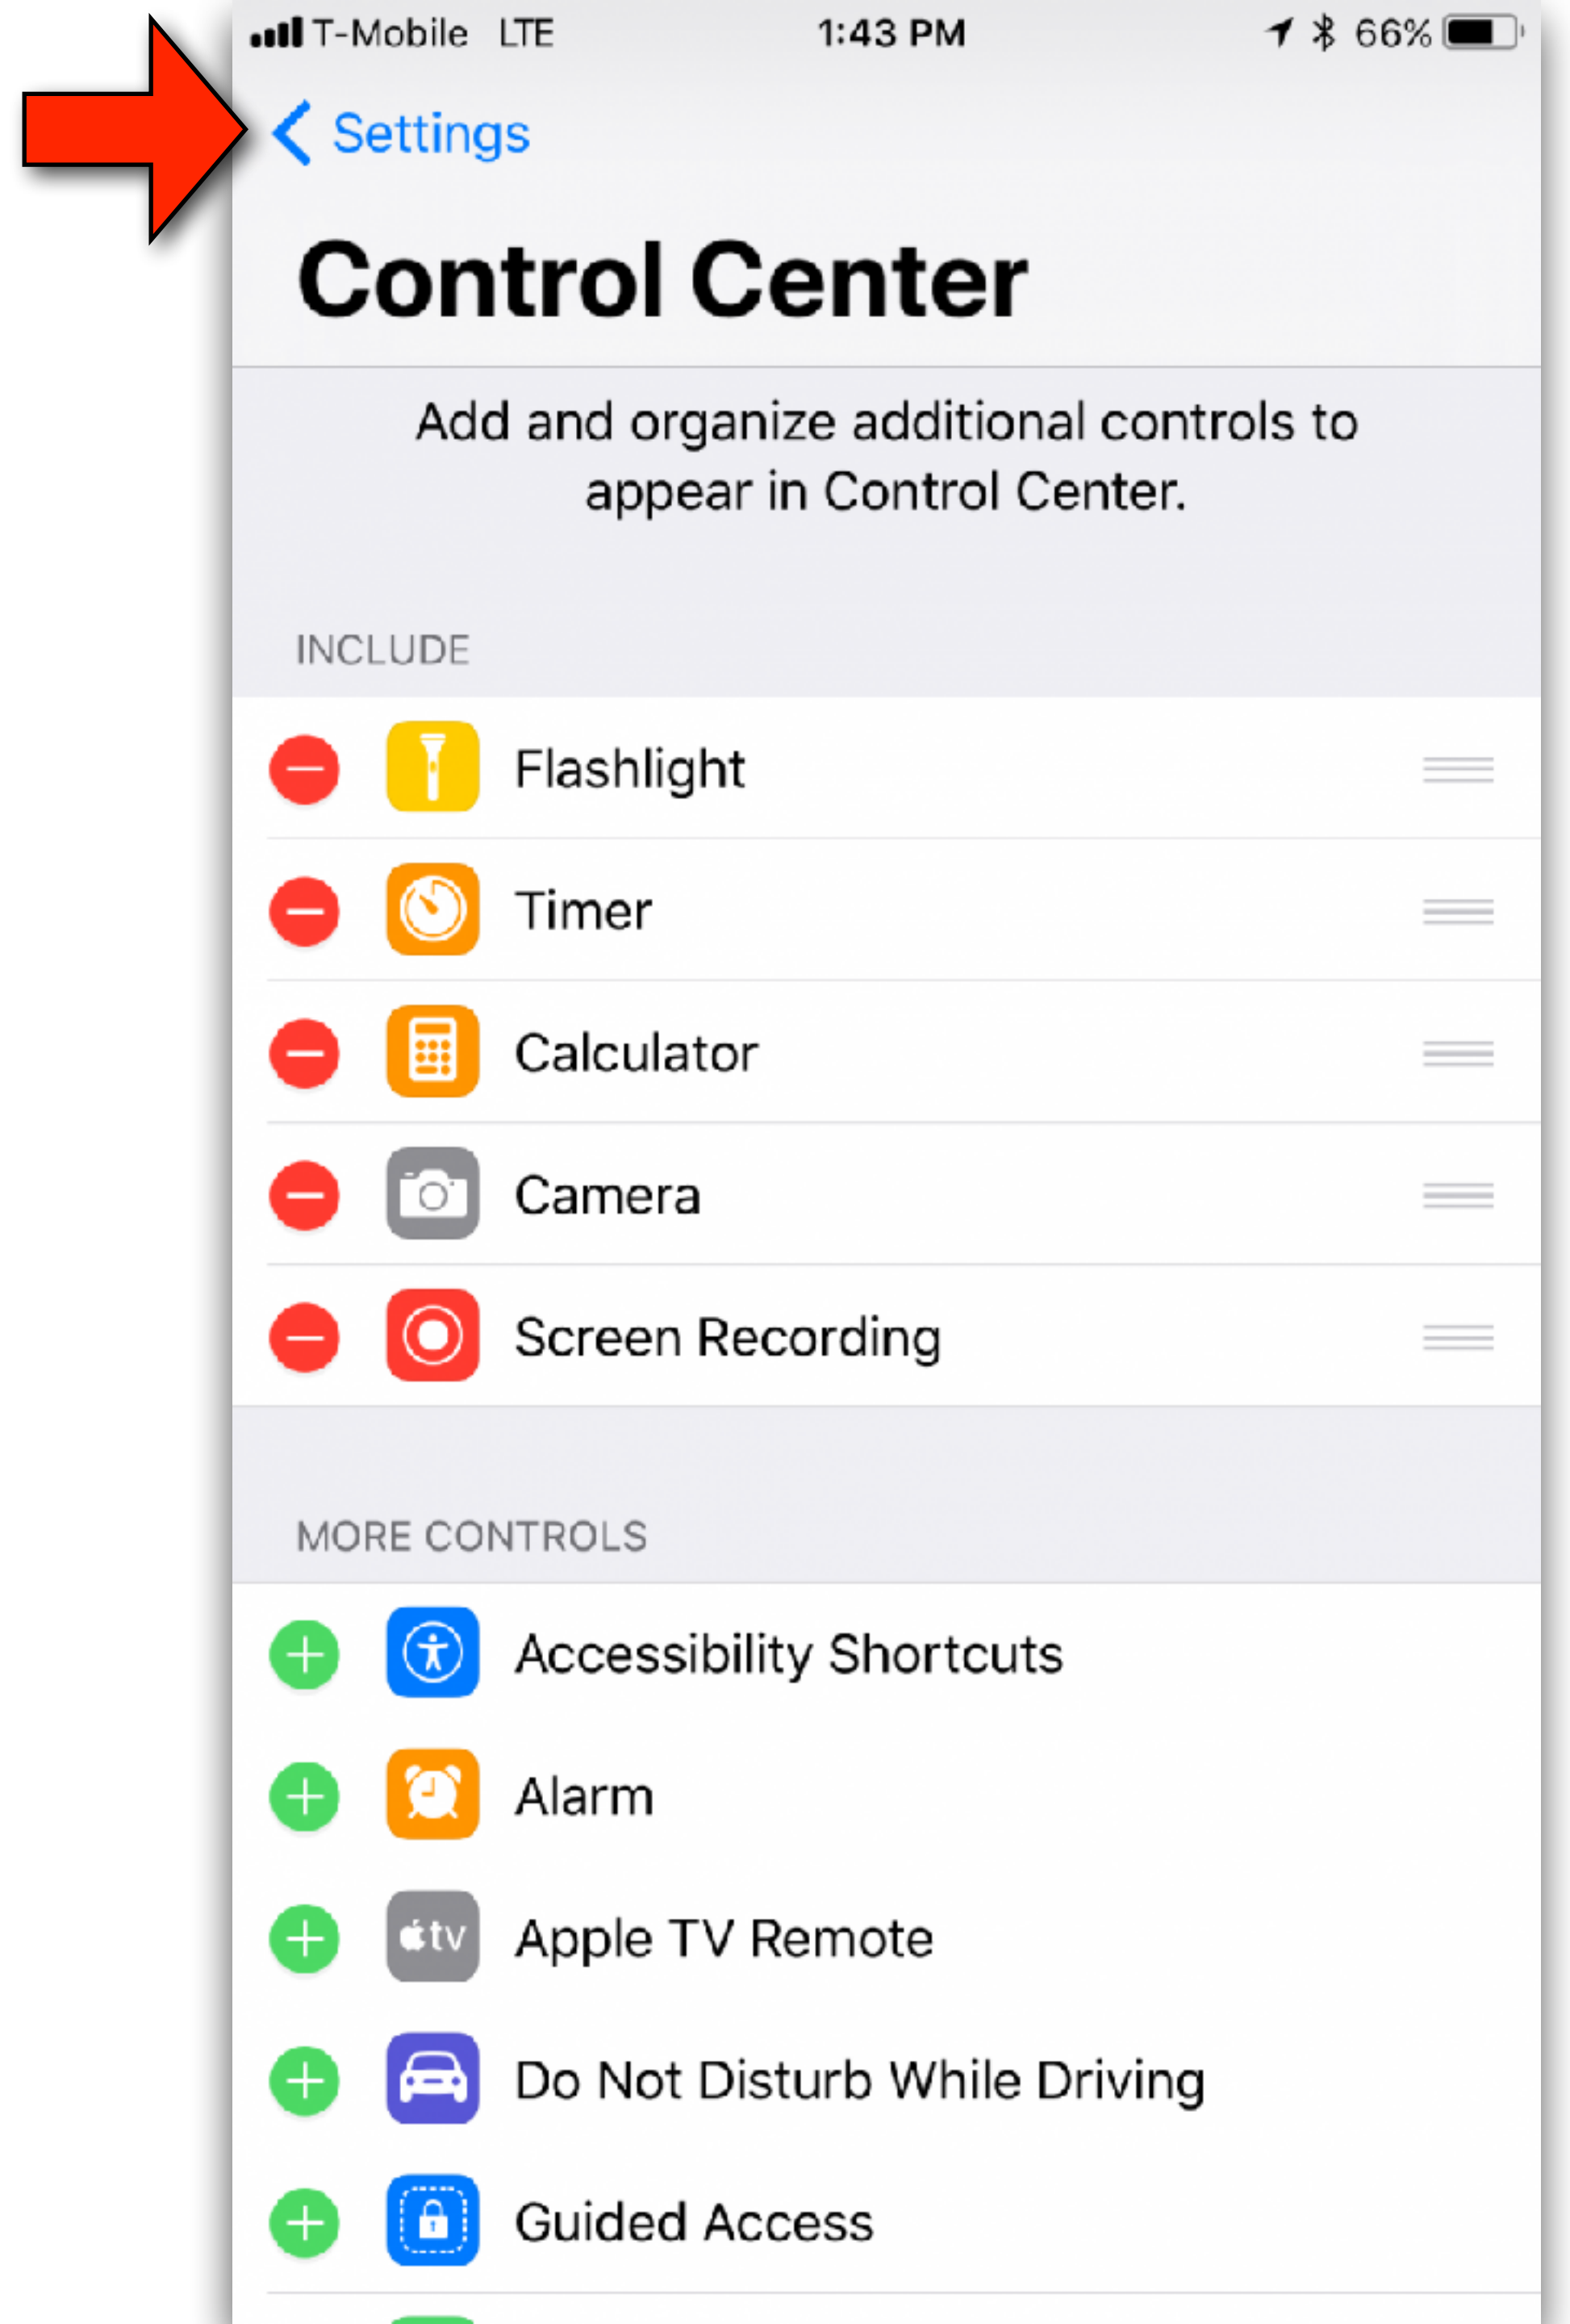 T-Mobile LTE 1:43 PM 66%
Settings
Control Center
Add and organize additional controls to
appear in Control Center.
INCLUDE
Flashlight
Timer
Calculator
Camera
Screen Recording
MORE CONTROLS
Accessibility Shortcuts
Alarm
tv Apple TV Remote
Do Not Disturb While Driving
Guided Access